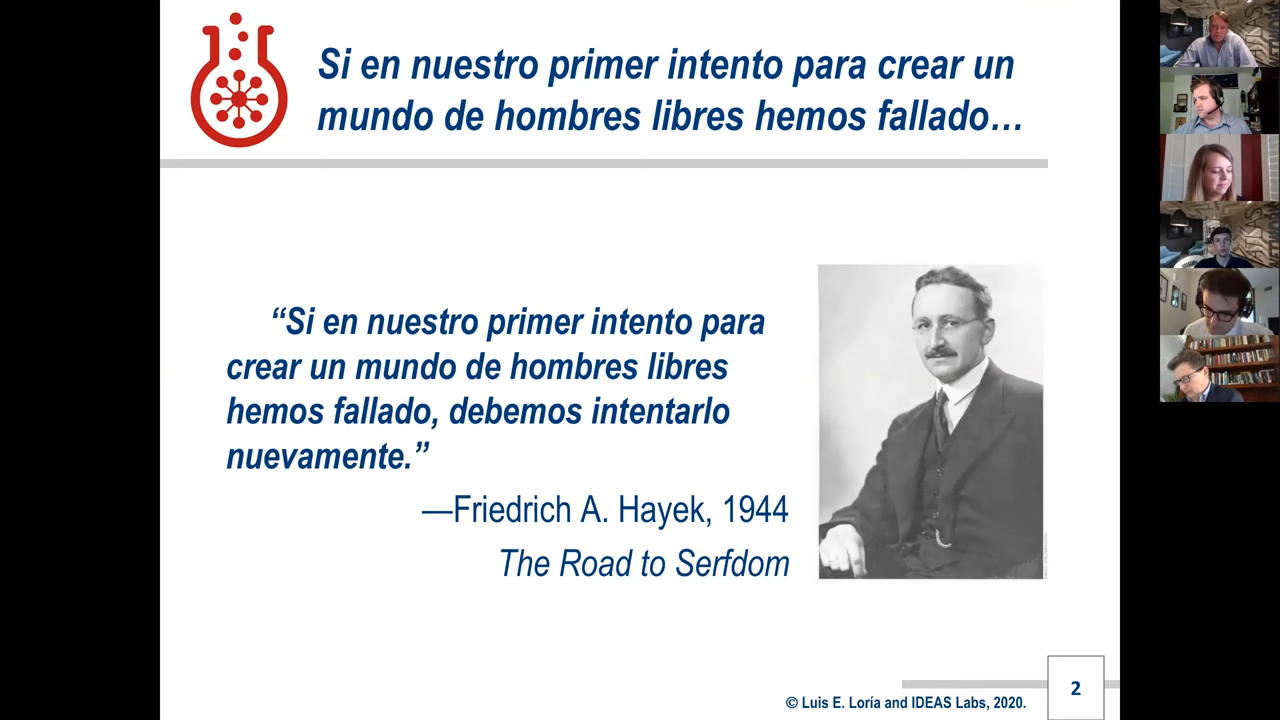 Si en nuestro primer intento para crear un
mundo de hombres libres hemos fallado…
“Si en nuestro primer intento para
crear un mundo de hombres libres
hemos fallado, debemos intentarlo
nuevamente.”
—Friedrich A. Hayek, 1944
The Road to Serfdom
© Luis E. Loría and IDEAS Labs, 2020.
2